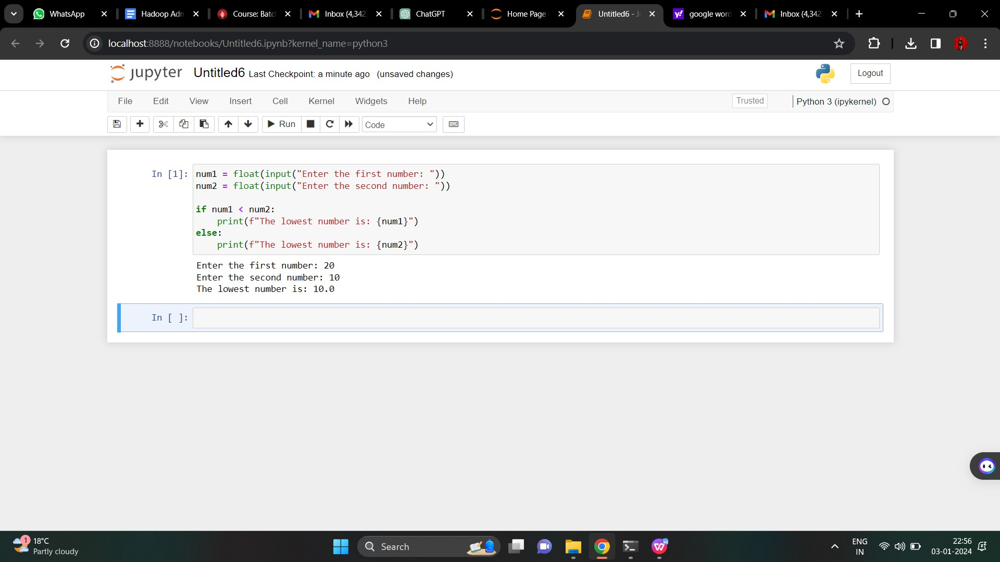 WhatsApp
Hadoop Adm
Course: Batc
Inbox (4,342
ChatGPT
Home Page
Untitled6 - J
google word
Inbox (4,342
localhost:8888/notebooks/Untitled6.ipynb?kernel_name=python3
jupyter Untitled6 Last Checkpoint: a minute ago (unsaved changes)
Logout
File Edit View Insert Cell Kernel Widgets Help
Trusted
Python 3 (ipykernel)
Run
Code
In [1]: num1 = float(input("Enter the first number: "))
num2 = float(input("Enter the second number: "))
if num1 < num2:
    print(f"The lowest number is: {num1}")
else:
    print(f"The lowest number is: {num2}")
Enter the first number: 20
Enter the second number: 10
The lowest number is: 10.0
In [ ]:
1
18°C
Partly cloudy
Search
ENG
IN
22:56
03-01-2024